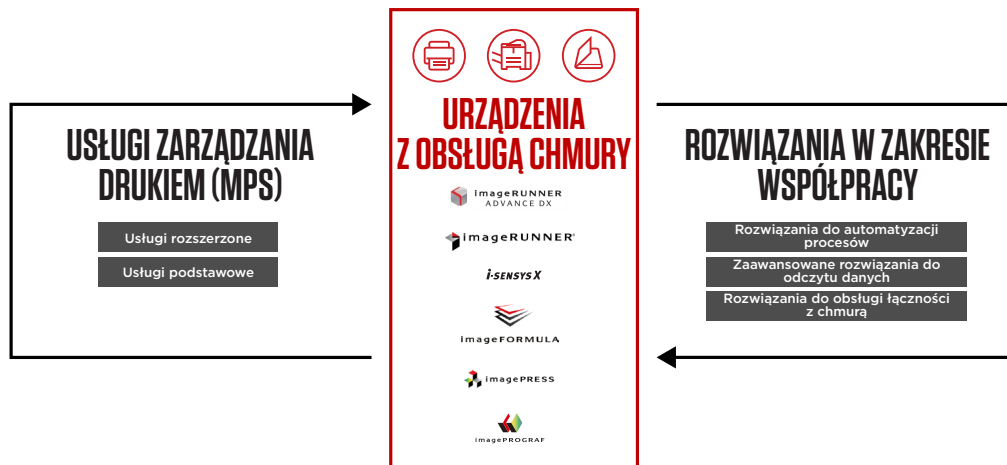 USŁUGI ZARZĄDZANIA
DRUKIEM (MPS)
Usługi rozszerzone
Usługi podstawowe
URZĄDZENIA
Z OBSŁUGĄ CHMURY
imageRUNNER
ADVANCE DX
imageRUNNER®
i-SENSYS X
imageFORMULA
imagePRESS
imagePROGRAF
ROZWIĄZANIA W ZAKRESIE
WSPÓŁPRACY
Rozwiązania do automatyzacji
procesów
Zaawansowane rozwiązania do
odczytu danych
Rozwiązania do obsługi łączności
z chmurą